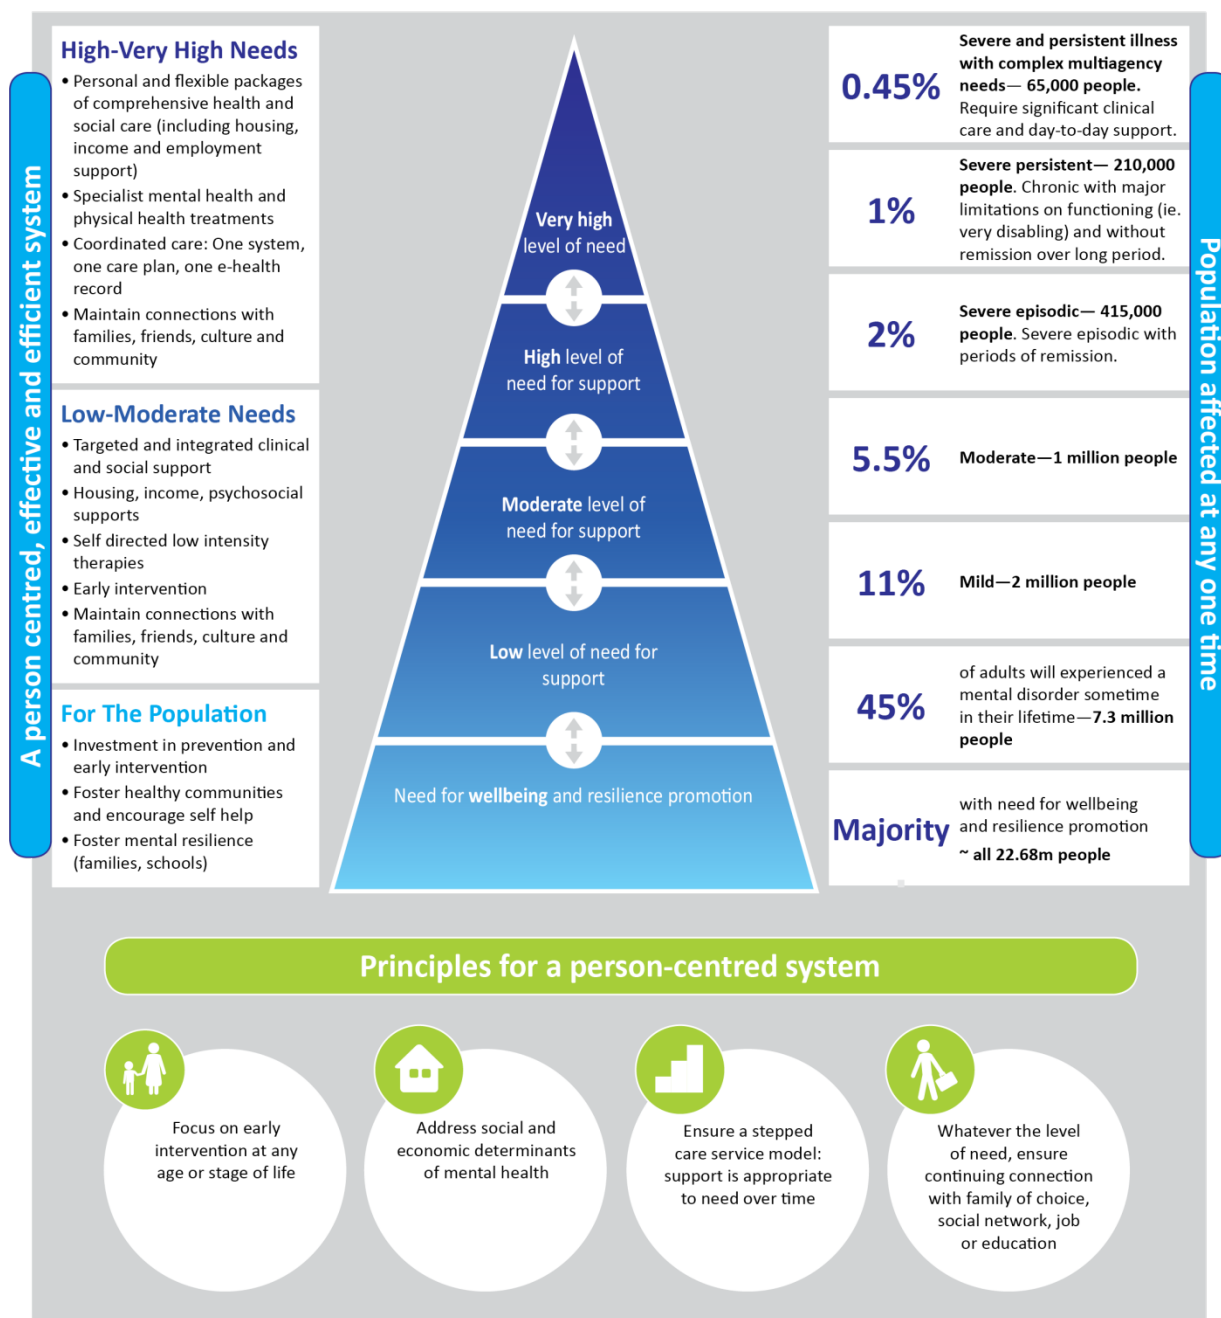 A person centred, effective and efficient system
High-Very High Needs
• Personal and flexible packages
of comprehensive health and
social care (including housing,
income and employment
support)
• Specialist mental health and
physical health treatments
• Coordinated care: One system,
one care plan, one e-health
record
• Maintain connections with
families, friends, culture and
community
Low-Moderate Needs
• Targeted and integrated clinical
and social support
• Housing, income, psychosocial
supports
• Self directed low intensity
therapies
• Early intervention
• Maintain connections with
families, friends, culture and
community
For The Population
• Investment in prevention and
early intervention
• Foster healthy communities
and encourage self help
• Foster mental resilience
(families, schools)
Very high
level of need
High level of
need for support
Moderate level of
need for support
Low level of need for
support
Need for wellbeing and resilience promotion
0.45%
Severe and persistent illness
with complex multiagency
needs— 65,000 people.
Require significant clinical
care and day-to-day support.
1%
Severe persistent— 210,000
people. Chronic with major
limitations on functioning (ie.
very disabling) and without
remission over long period.
2%
Severe episodic— 415,000
people. Severe episodic with
periods of remission.
5.5%
Moderate—1 million people
11%
Mild—2 million people
45%
of adults will experienced a
mental disorder sometime
in their lifetime—7.3 million
people
Majority
with need for wellbeing
and resilience promotion
~ all 22.68m people
Population affected at any one time
Principles for a person-centred system
Focus on early
intervention at any
age or stage of life
Address social and
economic determinants
of mental health
Ensure a stepped
care service model:
support is appropriate
to need over time
Whatever the level
of need, ensure
continuing connection
with family of choice,
social network, job
or education